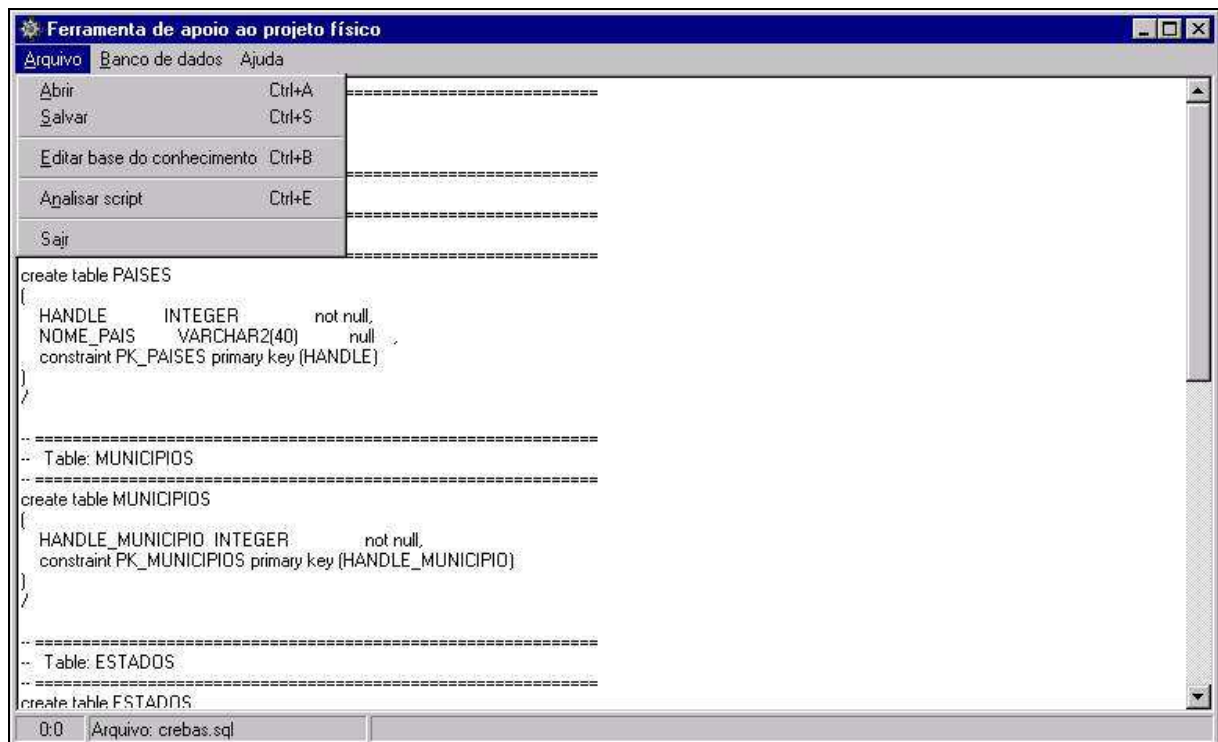 Ferramenta de apoio ao projeto físico
Arquivo Banco de dados Ajuda
Abrir Ctrl+A
Salvar Ctrl+S
Editar base do conhecimento Ctrl+B
Analisar script Ctrl+E
Sair
==============================
==============================
==============================
==============================
create table PAISES
(
HANDLE INTEGER not null,
NOME_PAIS VARCHAR2(40) null ,
constraint PK_PAISES primary key (HANDLE)
)
/
-- ============================================================
-- Table: MUNICIPIOS
-- ============================================================
create table MUNICIPIOS
(
HANDLE_MUNICIPIO INTEGER not null,
constraint PK_MUNICIPIOS primary key (HANDLE_MUNICIPIO)
)
/
-- ============================================================
-- Table: ESTADOS
-- ============================================================
create table ESTADOS
0:0 Arquivo: crebas.sql